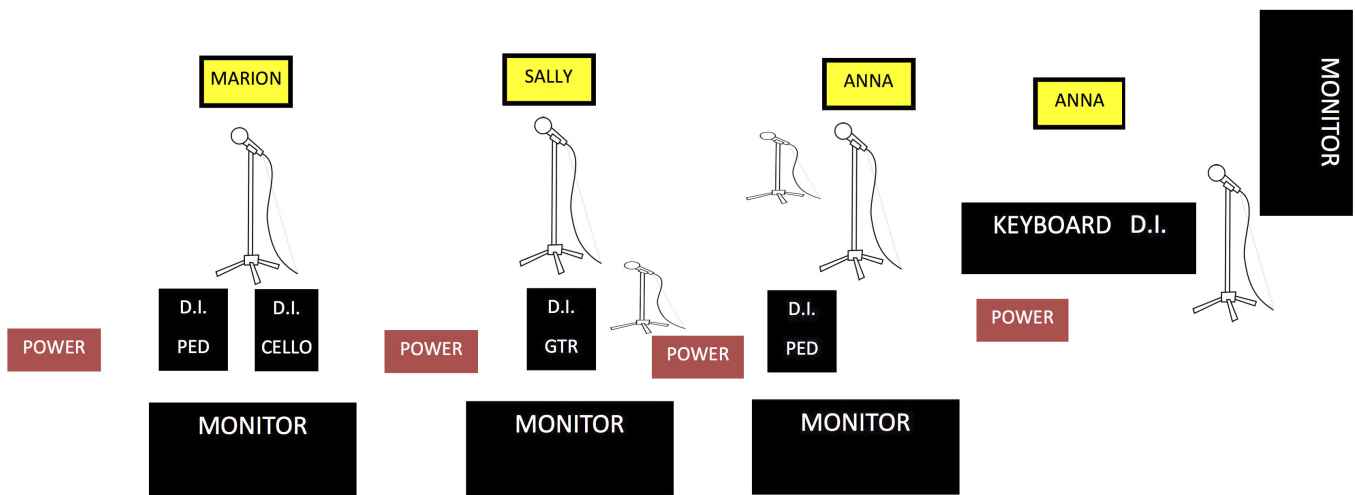 MARION
SALLY
ANNA
ANNA
MONITOR
KEYBOARD D.I.
D.I.
PED
D.I.
CELLO
D.I.
GTR
D.I.
PED
POWER
POWER
POWER
POWER
MONITOR
MONITOR
MONITOR